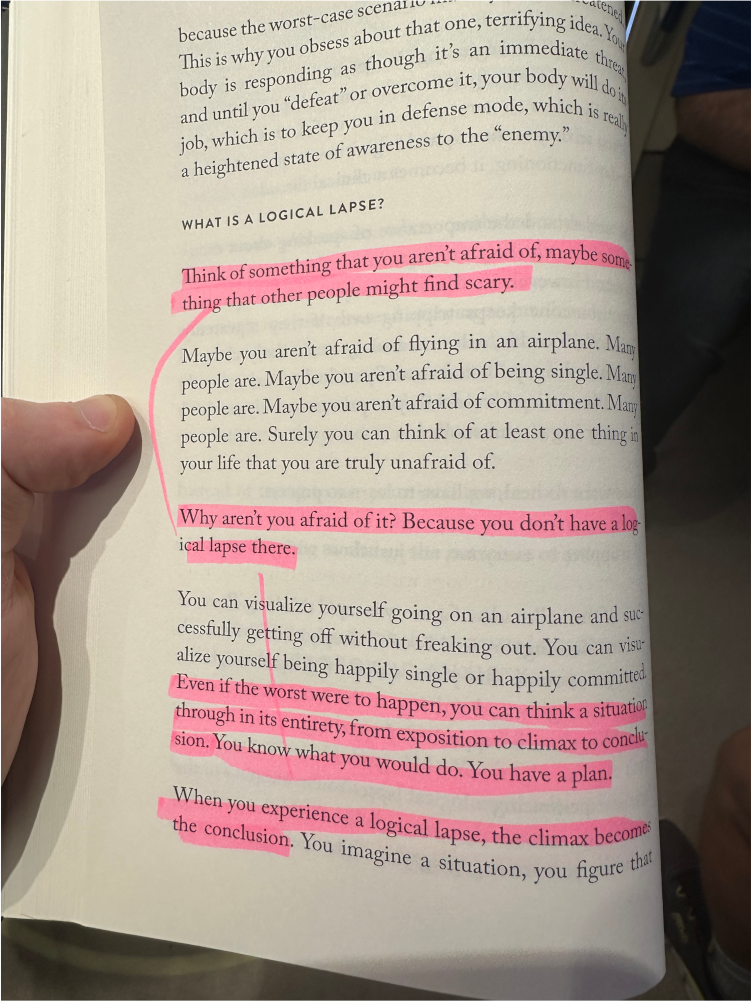 because the worst-case scenario
This is why you obsess about that one, terrifying idea. Your
body is responding as though it's an immediate threat,
and until you “defeat” or overcome it, your body will do its
job, which is to keep you in defense mode, which is really
a heightened state of awareness to the “enemy.”
WHAT IS A LOGICAL LAPSE?
Think of something that you aren't afraid of, maybe some-
thing that other people might find scary.
Maybe you aren't afraid of flying in an airplane. Many
people are. Maybe you aren't afraid of being single. Many
people are. Maybe you aren't afraid of commitment. Many
people are. Surely you can think of at least one thing in
your life that you are truly unafraid of.
Why aren't you afraid of it? Because you don't have a log-
ical lapse there.
You can visualize yourself going on an airplane and suc-
cessfully getting off without freaking out. You can visu-
alize yourself being happily single or happily committed.
Even if the worst were to happen, you can think a situation
through in its entirety, from exposition to climax to conclu-
sion. You know what you would do. You have a plan.
When you experience a logical lapse, the climax becomes
the conclusion. You imagine a situation, you figure that